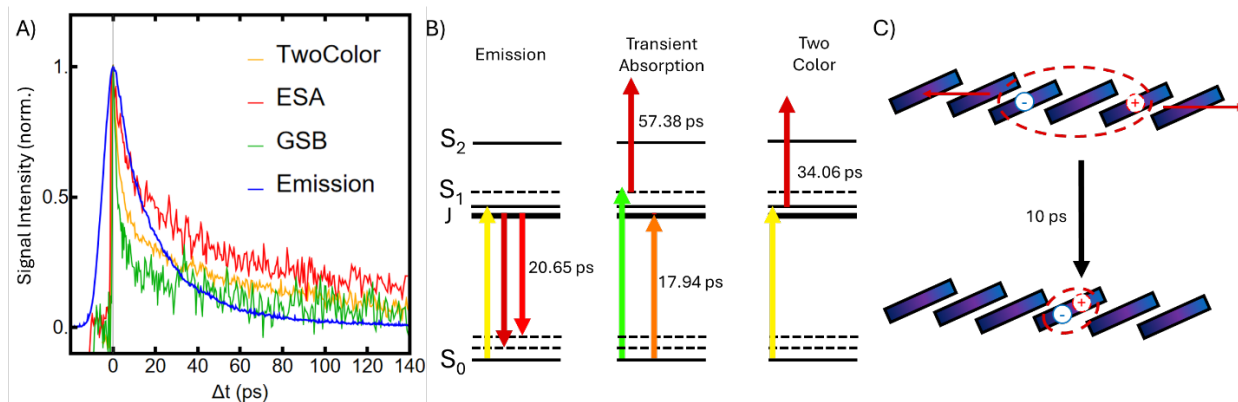 A)
Signal Intensity (norm.)
1.
0.5
0.
TwoColor
ESA
GSB
Emission
0 20 40 60 80 100 120 140
Δt (ps)
B)
Emission
Transient
Absorption
Two
Color
S2
S1
J
S0
20.65 ps
57.38 ps
17.94 ps
34.06 ps
C)
-
+
10 ps
-
+